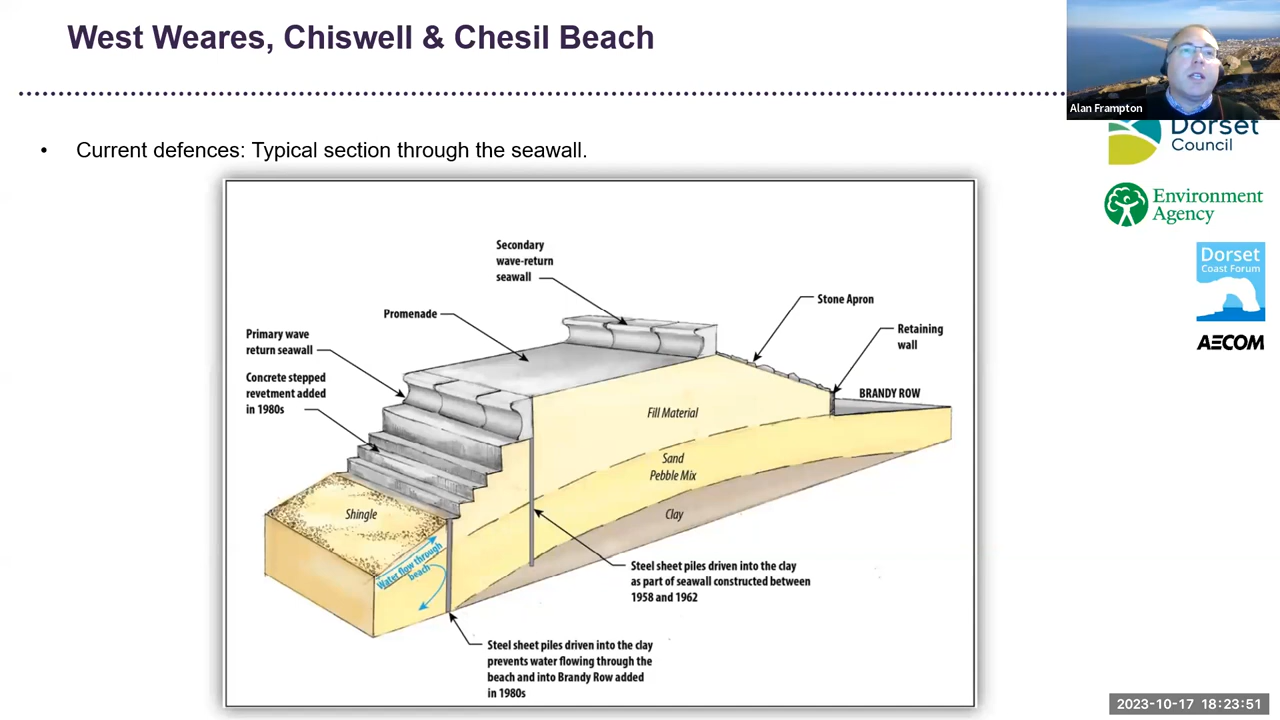 West Weares, Chiswell & Chesil Beach
Alan Frampton
Dorset
Council
• Current defences: Typical section through the seawall.
Environment
Agency
Dorset
Coast Forum
AECOM
Secondary
wave-return
seawall
Stone Apron
Promenade
Retaining
wall
Primary wave
return seawall
Concrete stepped
revetment added
in 1980s
BRANDY ROW
Fill Material
Sand
Pebble Mix
Shingle
Clay
Water flow through
beach
Steel sheet piles driven into the clay
as part of seawall constructed between
1958 and 1962
Steel sheet piles driven into the clay
prevents water flowing through the
beach and into Brandy Row added
in 1980s
2023-10-17 18:23:51